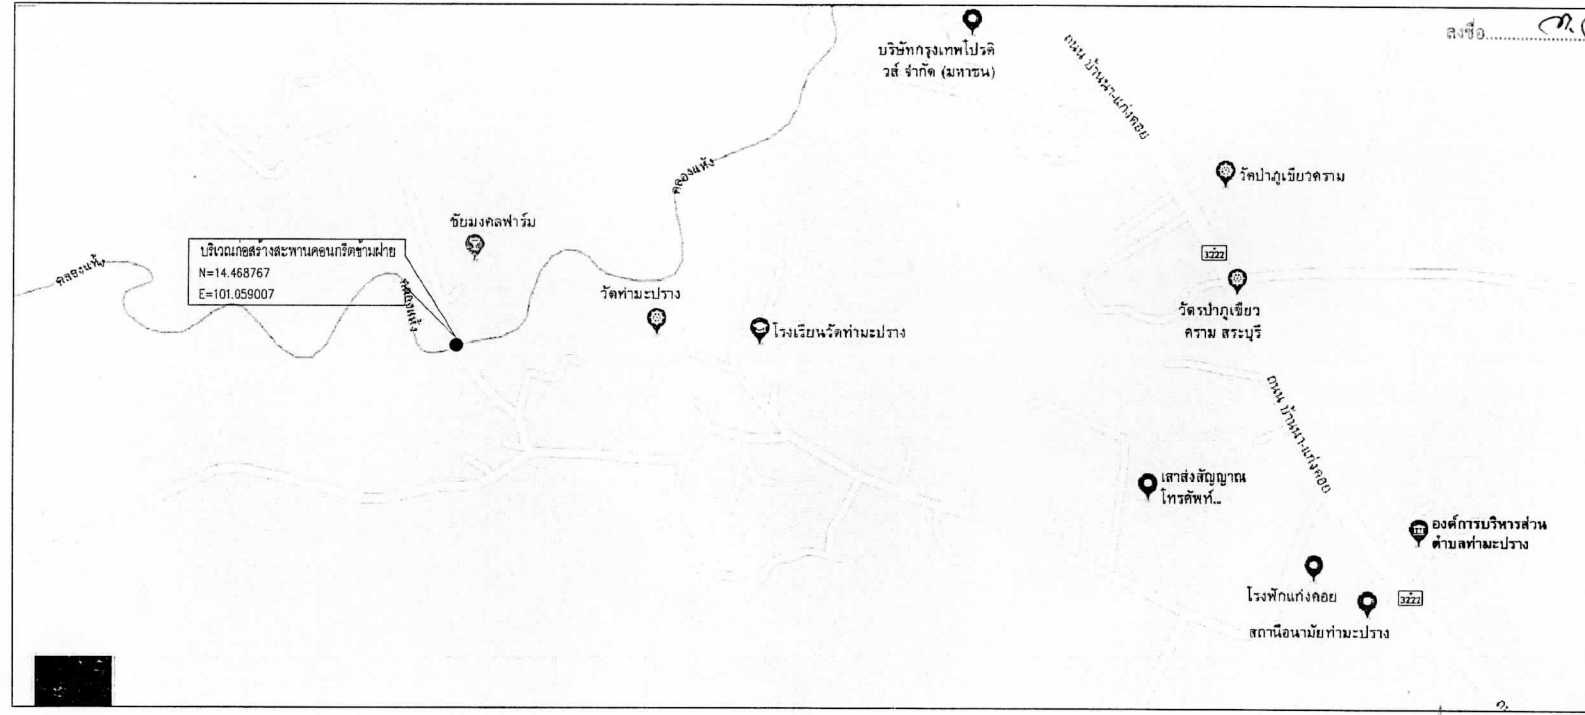 ลงชื่อ
บริษัทกรุงเทพโปรดิ
วส์ จำกัด (มหาชน)
ถนน บ้านนา-แก่งคอย
คลองแห้ง
วัดป่าภูเขียวคราม
ชัยมงคลฟาร์ม
บริเวณก่อสร้างสะพานคอนกรีตข้ามฝาย
N=14.468767
E=101.059007
3222
คลองแห้ง
คลองแห้ง
วัดท่ามะปราง
วัดรปาภูเขียว
คราม สระบุรี
โรงเรียนวัดท่ามะปราง
ถนน บ้านนา-แก่งคอย
เสาส่งสัญญาณ
โทรศัพท์...
องค์การบริหารส่วน
ตำบลท่ามะปราง
โรงฟักแก่งคอย
3222
สถานีอนามัยท่ามะปราง